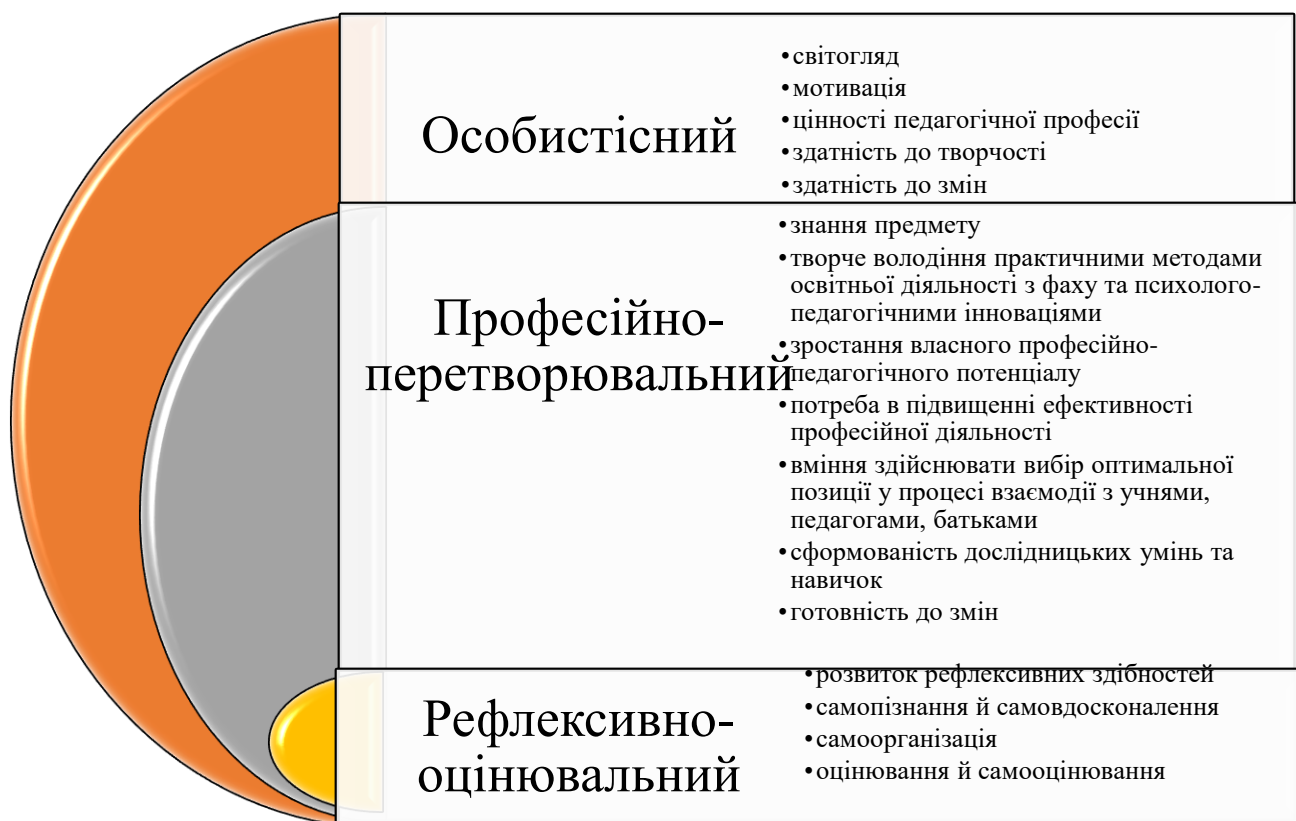 Особистісний
•світогляд
•мотивація
•цінності педагогічної професії
•здатність до творчості
•здатність до змін
Професійно-
перетворювальний
•знання предмету
•творче володіння практичними методами
освітньої діяльності з фаху та психолого-
педагогічними інноваціями
•зростання власного професійно-
педагогічного потенціалу
•потреба в підвищенні ефективності
професійної діяльності
•вміння здійснювати вибір оптимальної
позиції у процесі взаємодії з учнями,
педагогами, батьками
•сформованість дослідницьких умінь та
навичок
•готовність до змін
Рефлексивно-
оцінювальний
•розвиток рефлексивних здібностей
•самопізнання й самовдосконалення
•самоорганізація
•оцінювання й самооцінювання